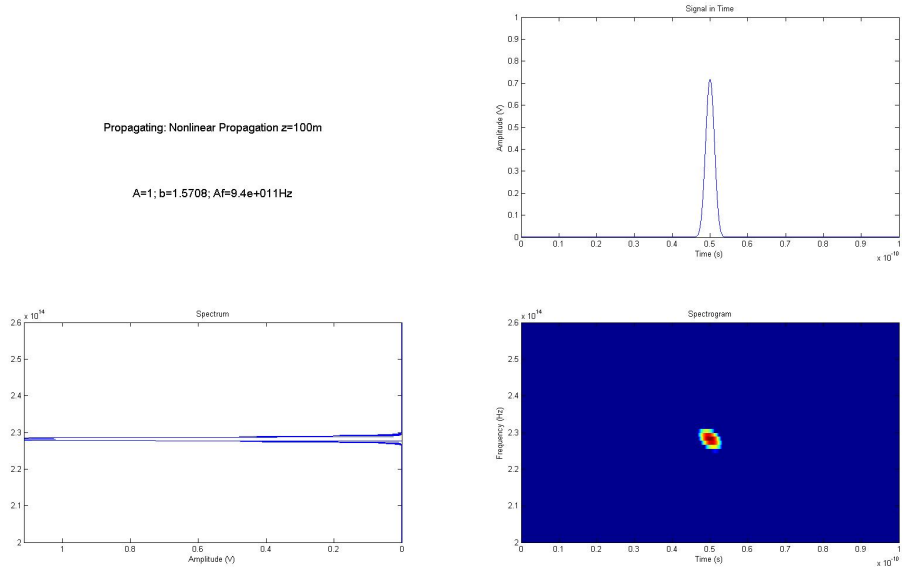 Signal in Time
1
0.9
0.8
0.7
0.6
0.5
0.4
0.3
0.2
0.1
0
Amplitude (V)
0 0.1 0.2 0.3 0.4 0.5 0.6 0.7 0.8 0.9 1
Time (s)
x 10^-10
Propagating: Nonlinear Propagation z=100m
A=1; b=1.5708; Af=9.4e+011Hz
x 10^14
Spectrum
2.6
2.5
2.4
2.3
2.2
2.1
2
1 0.8 0.6 0.4 0.2 0
Amplitude (V)
x 10^14
Spectrogram
2.6
2.5
2.4
2.3
2.2
2.1
2
Frequency (Hz)
0 0.1 0.2 0.3 0.4 0.5 0.6 0.7 0.8 0.9 1
Time (s)
x 10^-10